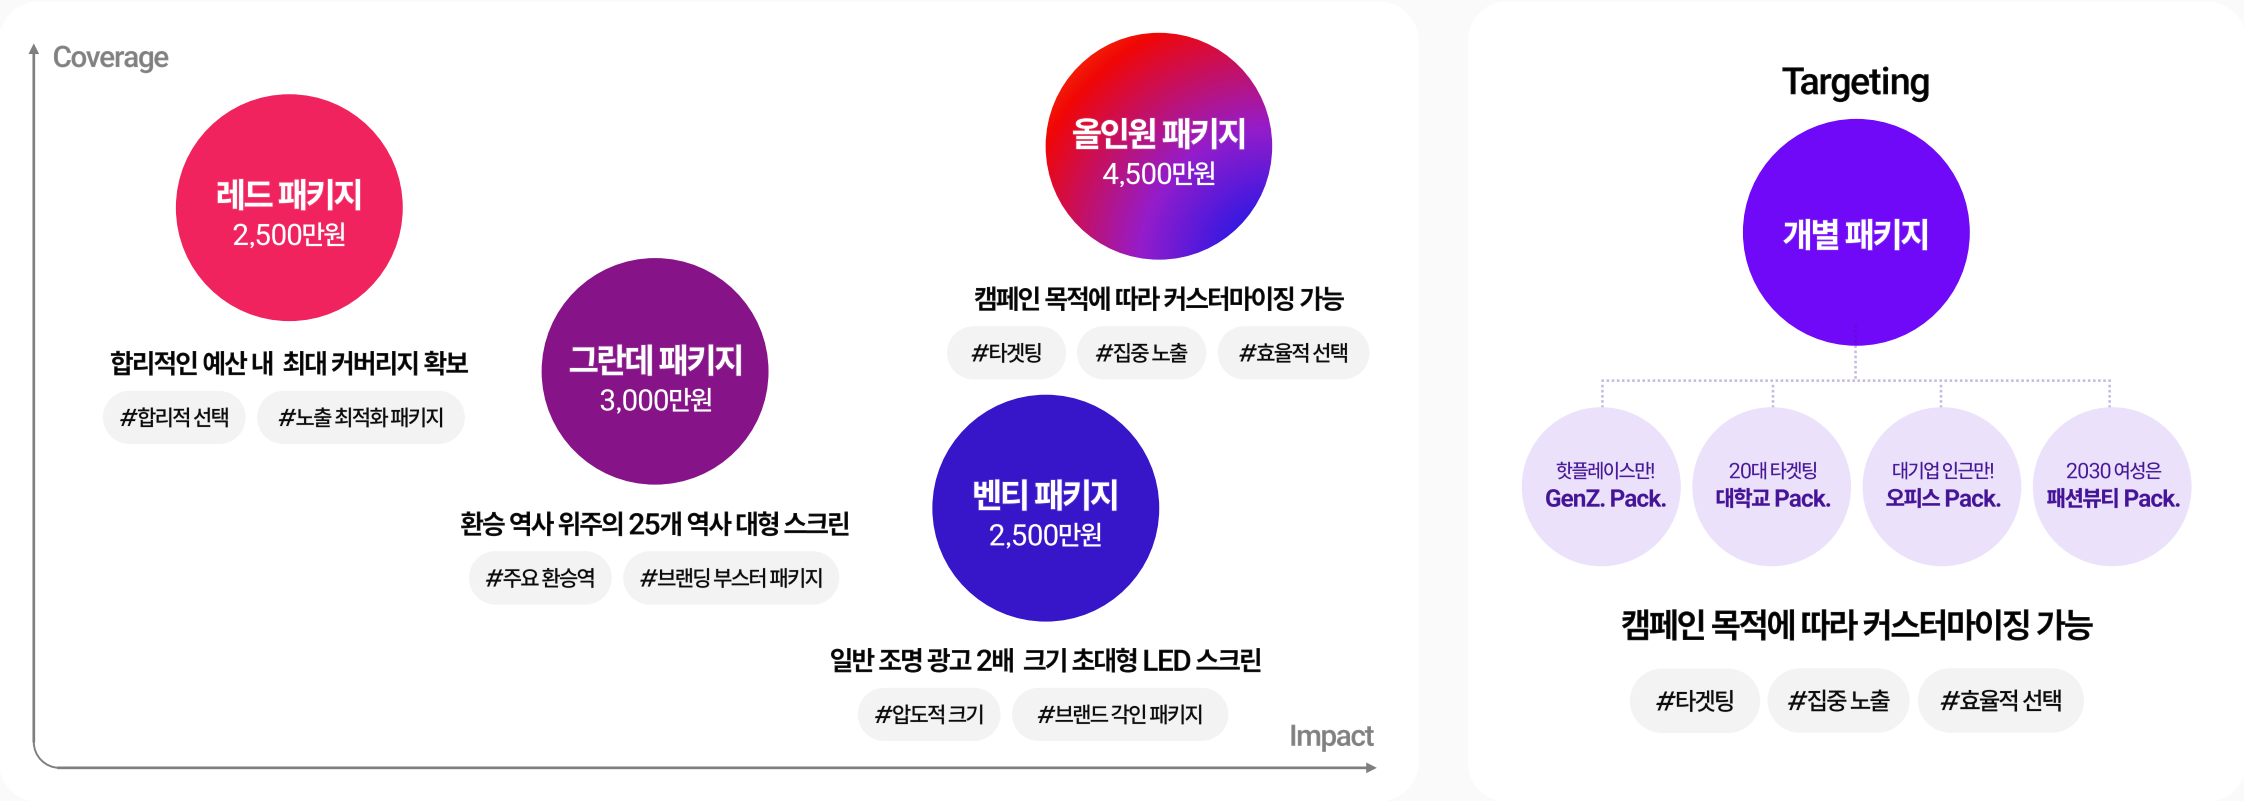 Coverage
레드 패키지
2,500만원
합리적인 예산 내 최대 커버리지 확보
#합리적 선택
#노출 최적화 패키지
그란데 패키지
3,000만원
환승 역사 위주의 25개 역사 대형 스크린
#주요 환승역
#브랜딩 부스터 패키지
올인원 패키지
4,500만원
캠페인 목적에 따라 커스터마이징 가능
#타겟팅
#집중 노출
#효율적 선택
벤티 패키지
2,500만원
일반 조명 광고 2배 크기 초대형 LED 스크린
#압도적 크기
#브랜드 각인 패키지
Impact
Targeting
개별 패키지
핫플레이스만!
GenZ. Pack.
20대 타겟팅
대학교 Pack.
대기업 인근만!
오피스 Pack.
2030 여성은
패션뷰티 Pack.
캠페인 목적에 따라 커스터마이징 가능
#타겟팅
#집중 노출
#효율적 선택